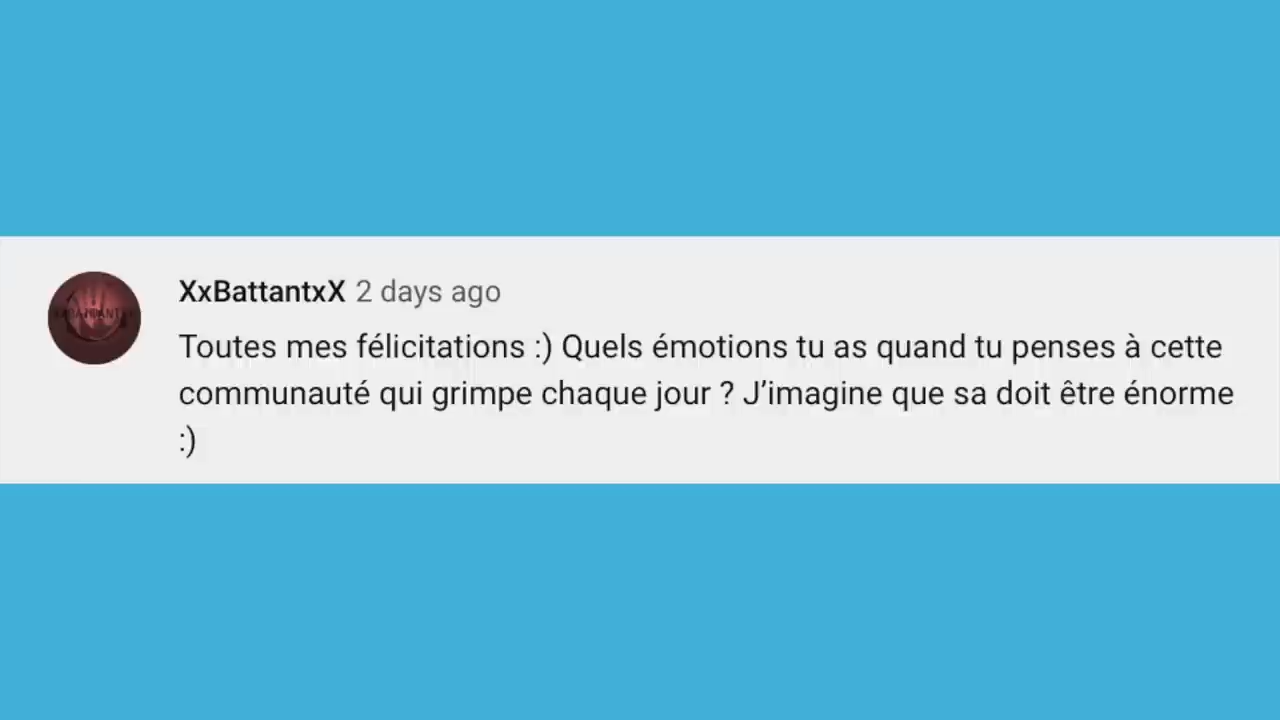 XxBattantxX 2 days ago
Toutes mes félicitations :) Quels émotions tu as quand tu penses à cette
communauté qui grimpe chaque jour ? J’imagine que sa doit être énorme
:)